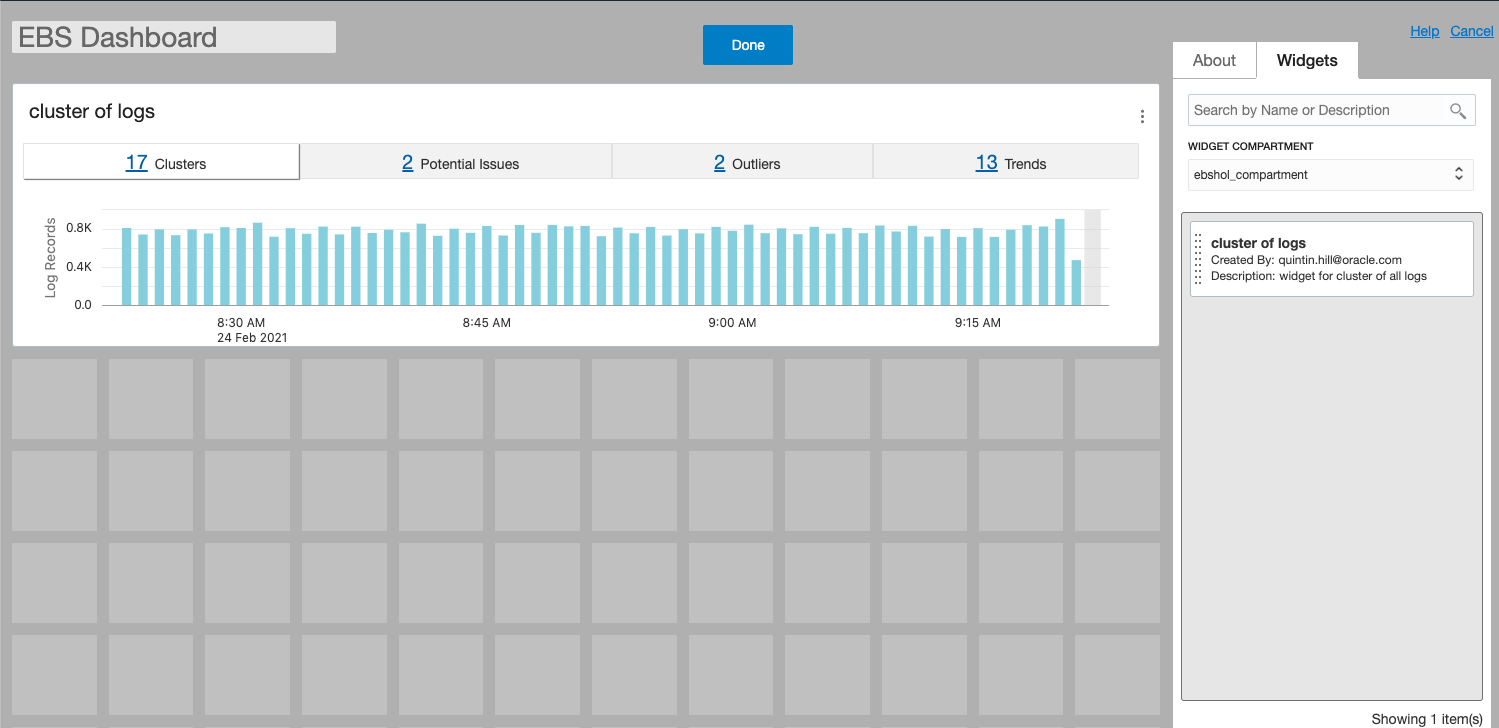 EBS Dashboard
Done
Help Cancel
About Widgets
cluster of logs
17 Clusters 2 Potential Issues 2 Outliers 13 Trends
Log Records
0.8K
0.4K
0.0
8:30 AM 8:45 AM 9:00 AM 9:15 AM
24 Feb 2021
Search by Name or Description
WIDGET COMPARTMENT
ebshol_compartment
cluster of logs
Created By: quintin.hill@oracle.com
Description: widget for cluster of all logs
Showing 1 item(s)